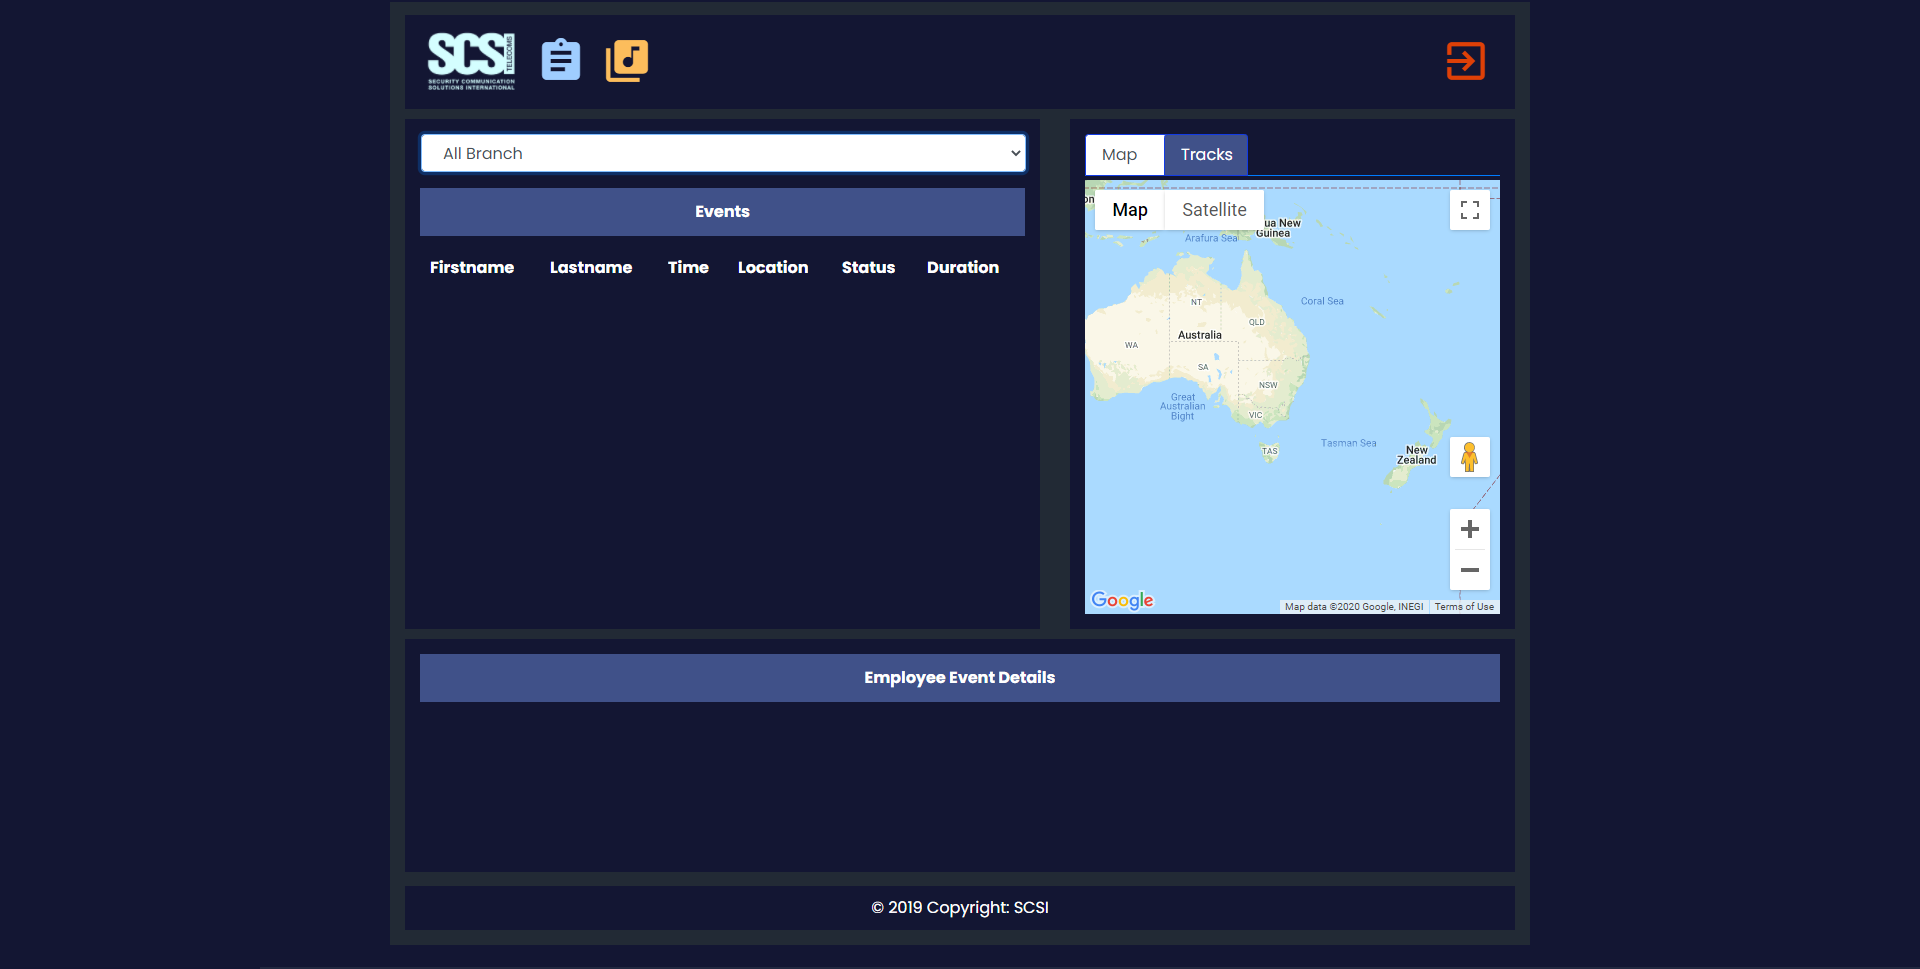 SCSI
TELECOMS
SECURITY COMMUNICATION
SOLUTIONS INTERNATIONAL
All Branch
Events
Firstname Lastname Time Location Status Duration
Map Tracks
Map Satellite
on
ua New
Guinea
Arafura Sea
Coral Sea
NT
QLD
Australia
WA
SA
NSW
Great
Australian
Bight
VIC
Tasman Sea
TAS
New
Zealand
Google
Map data ©2020 Google, INEGI Terms of Use
Employee Event Details
© 2019 Copyright: SCSI